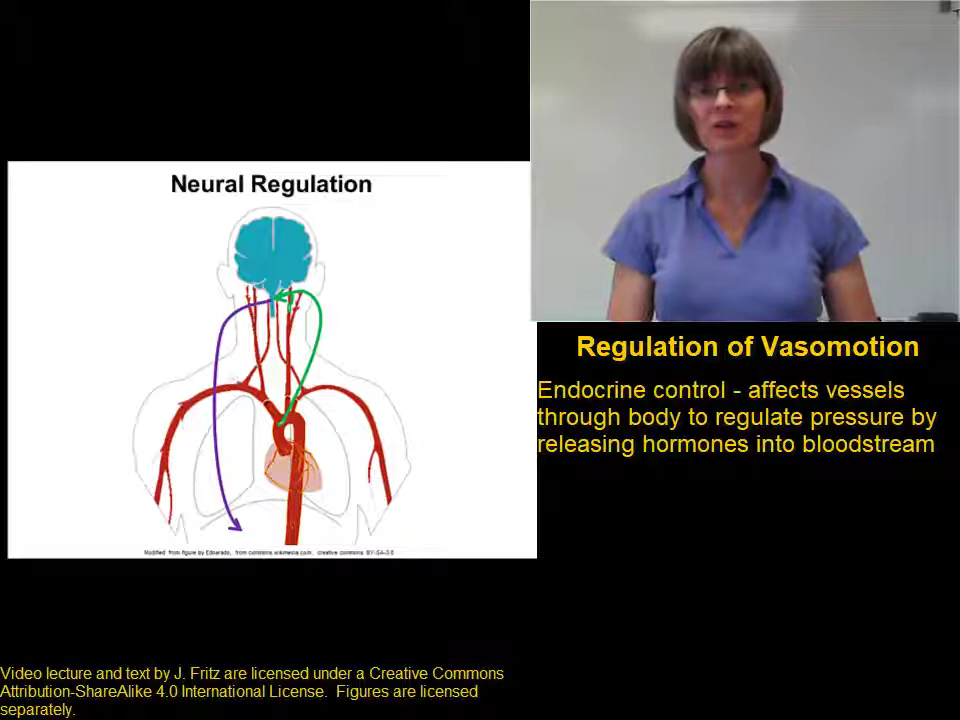 Neural Regulation
Modified from figure by Edoarado, from commons.wikimedia.com. creative commons BY-SA-3.0
Regulation of Vasomotion
Endocrine control - affects vessels
through body to regulate pressure by
releasing hormones into bloodstream
Video lecture and text by J. Fritz are licensed under a Creative Commons
Attribution-ShareAlike 4.0 International License.  Figures are licensed
separately.